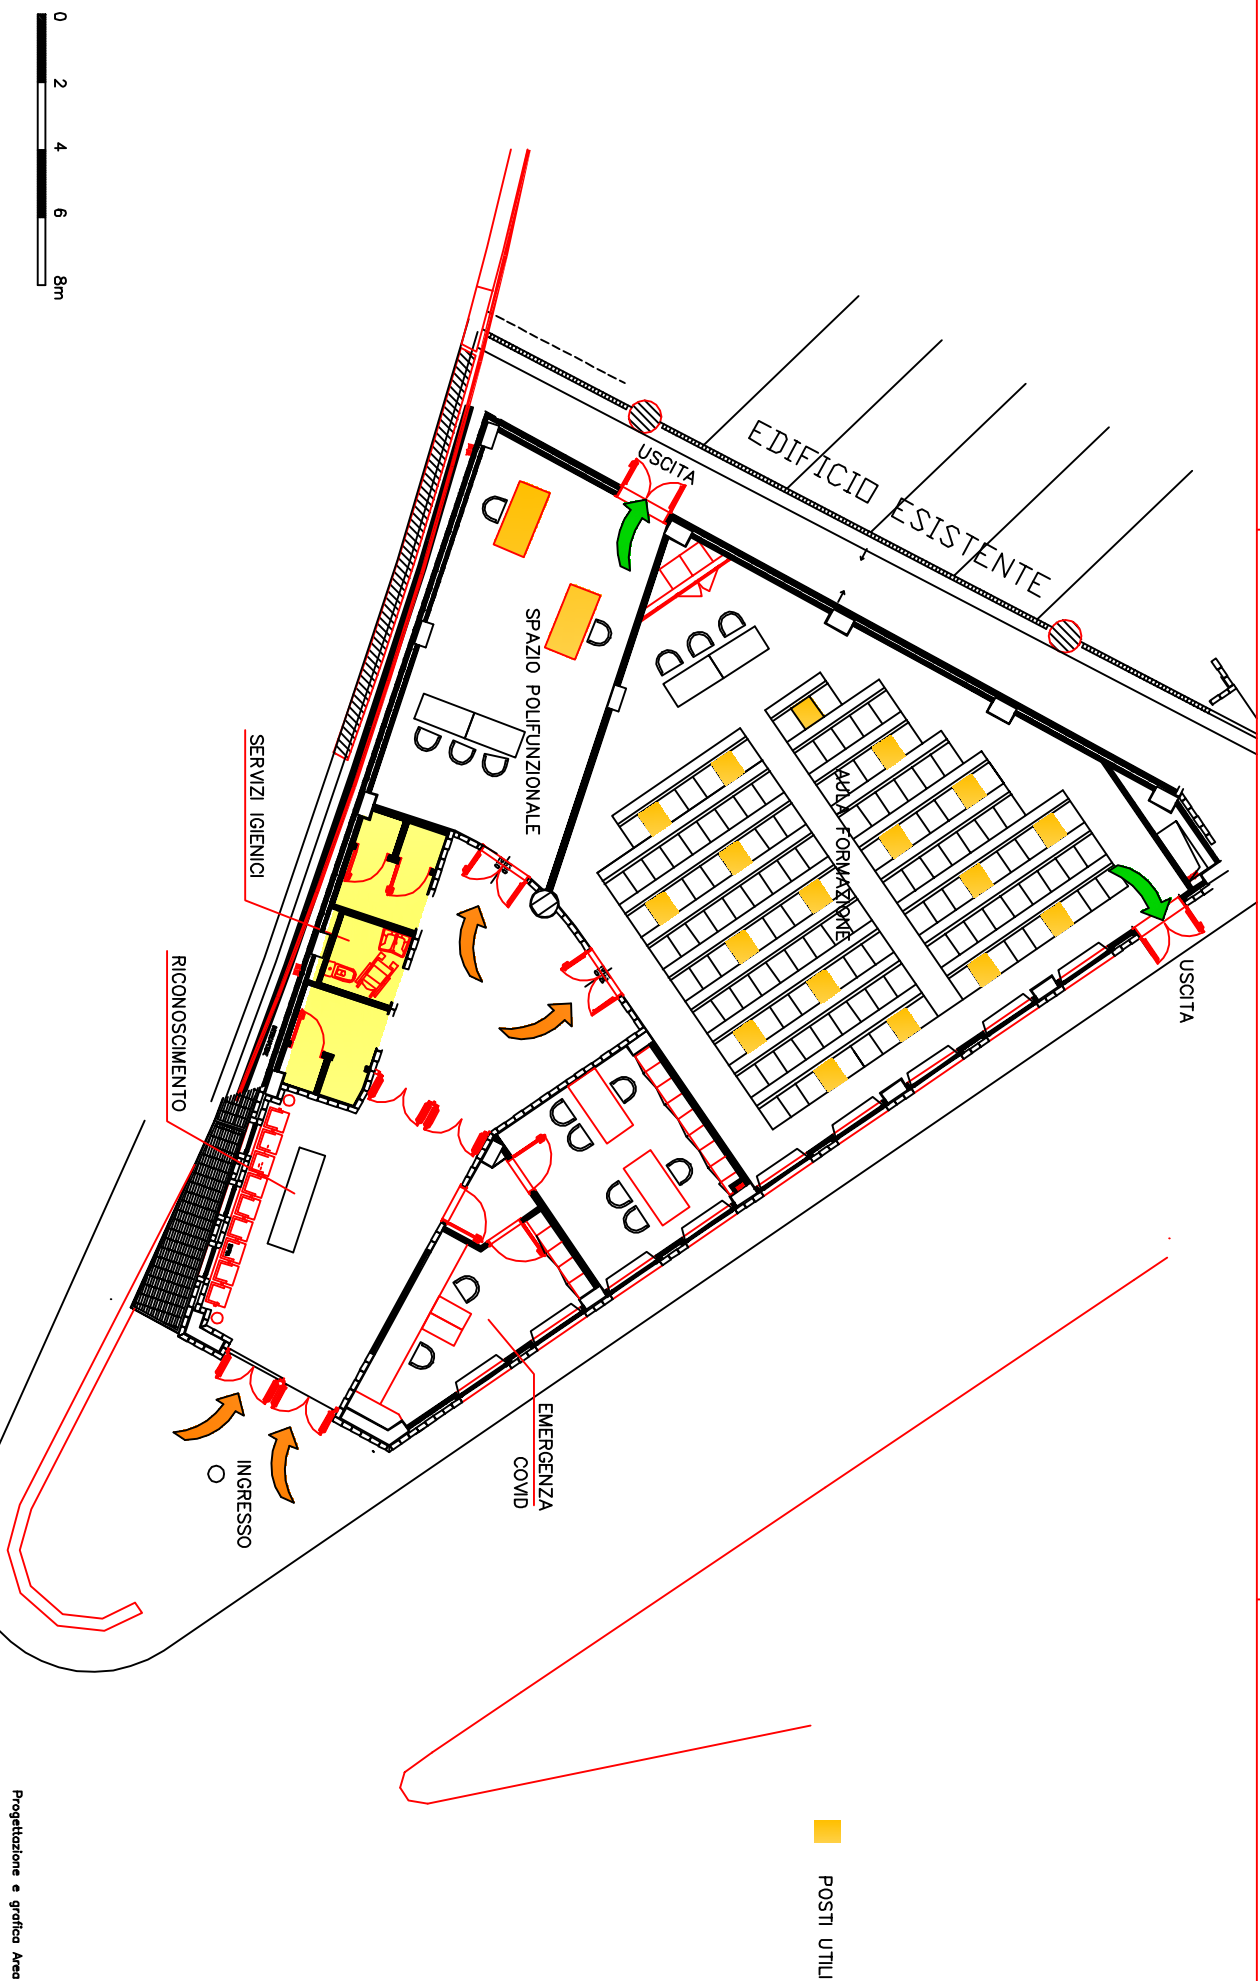 0 2 4 6 8m
EDIFICIO ESISTENTE
USCITA
SPAZIO POLIFUNZIONALE
AULA FORMAZIONE
USCITA
SERVIZI IGIENICI
RICONOSCIMENTO
EMERGENZA
COVID
INGRESSO
POSTI UTILI
Progettazione e grafica Area